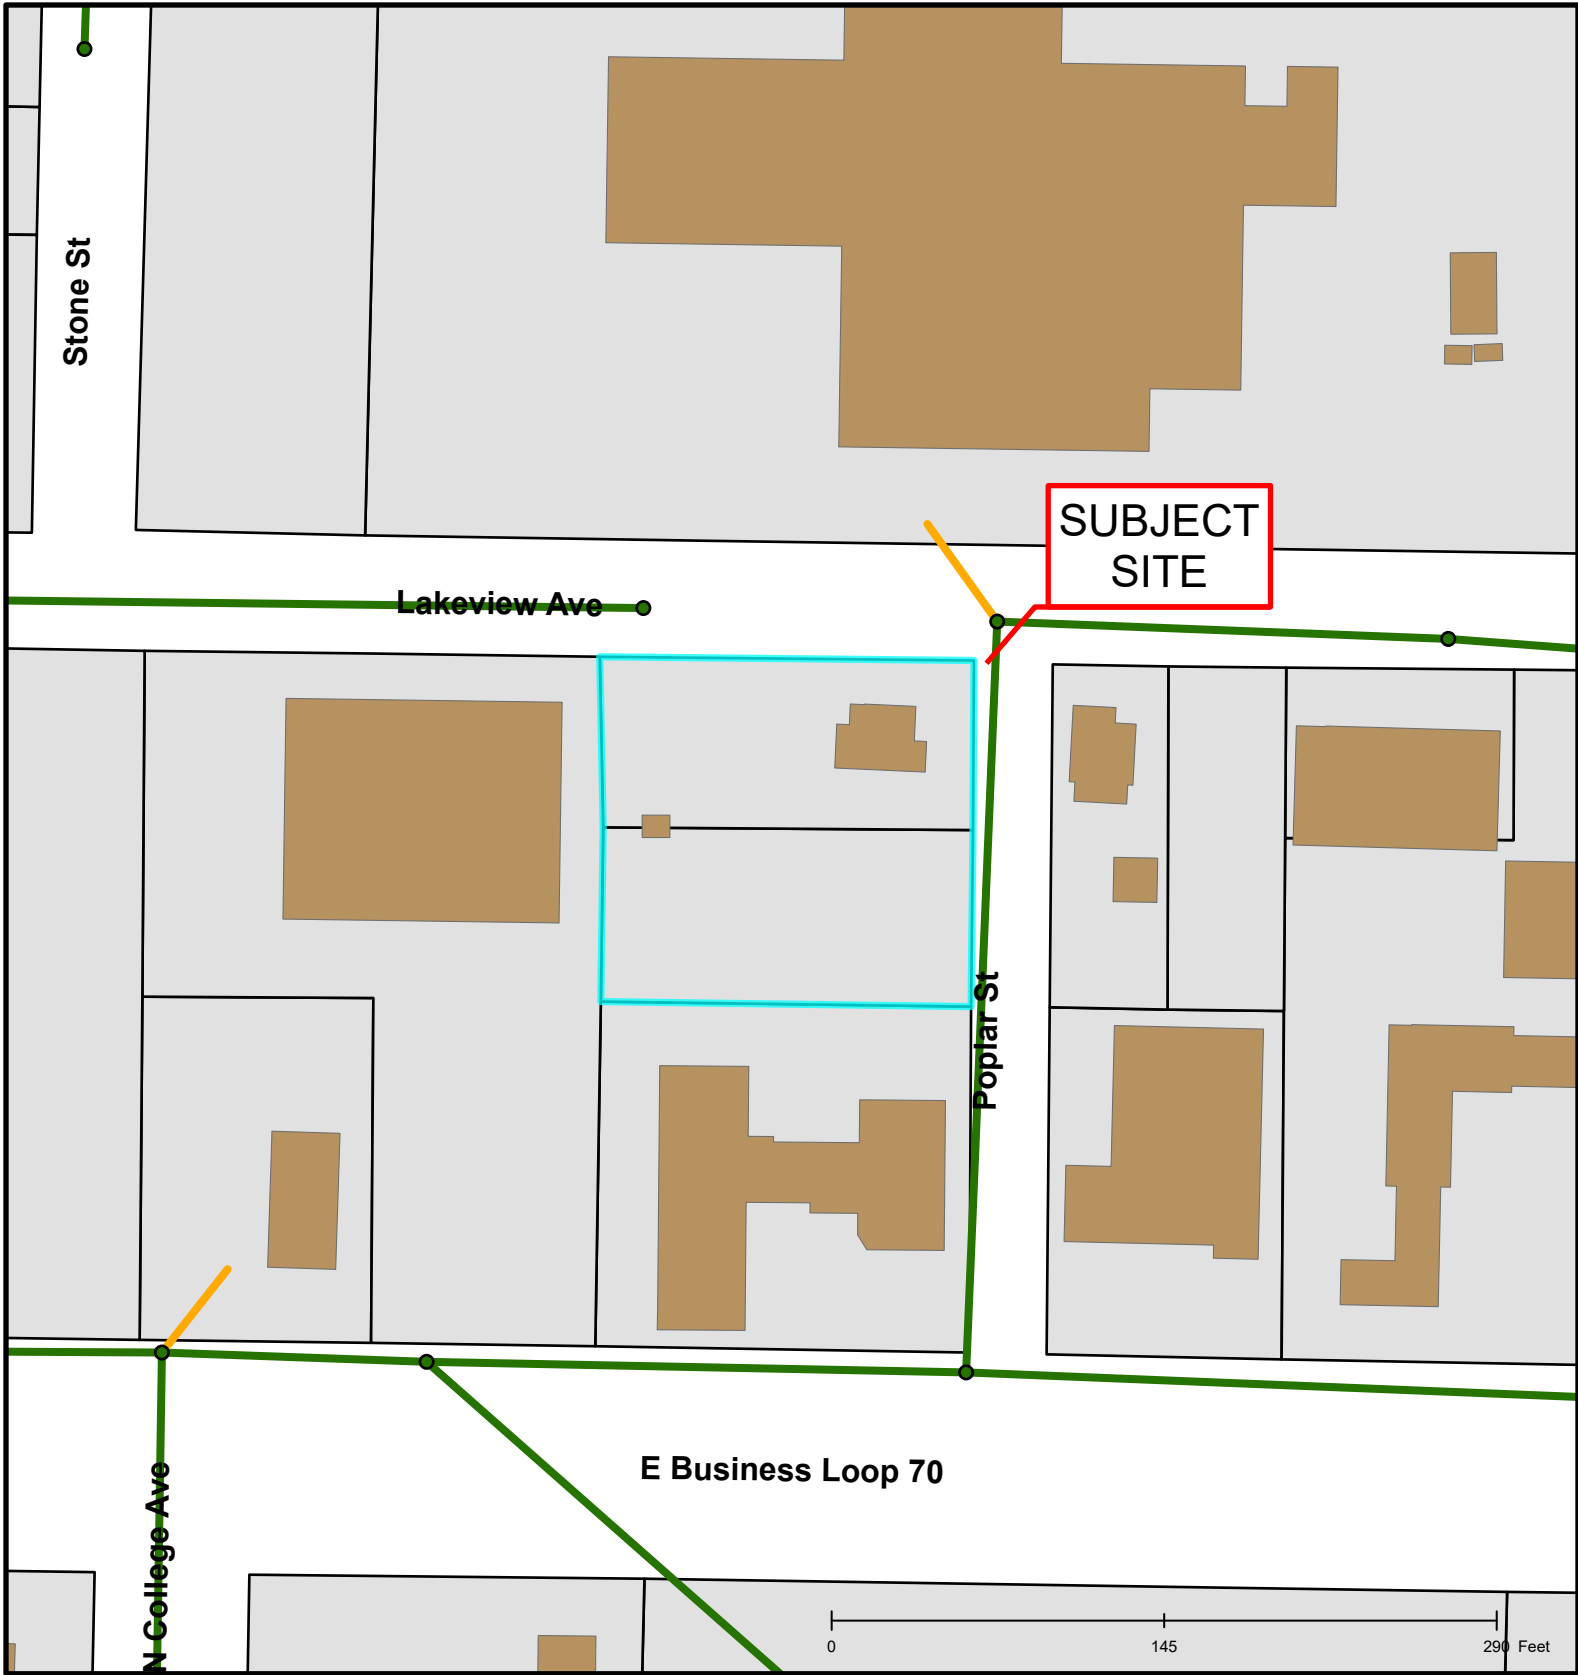 Stone St
SUBJECT
SITE
Lakeview Ave
Poplar St
E Business Loop 70
N College Ave
0 145 290 Feet